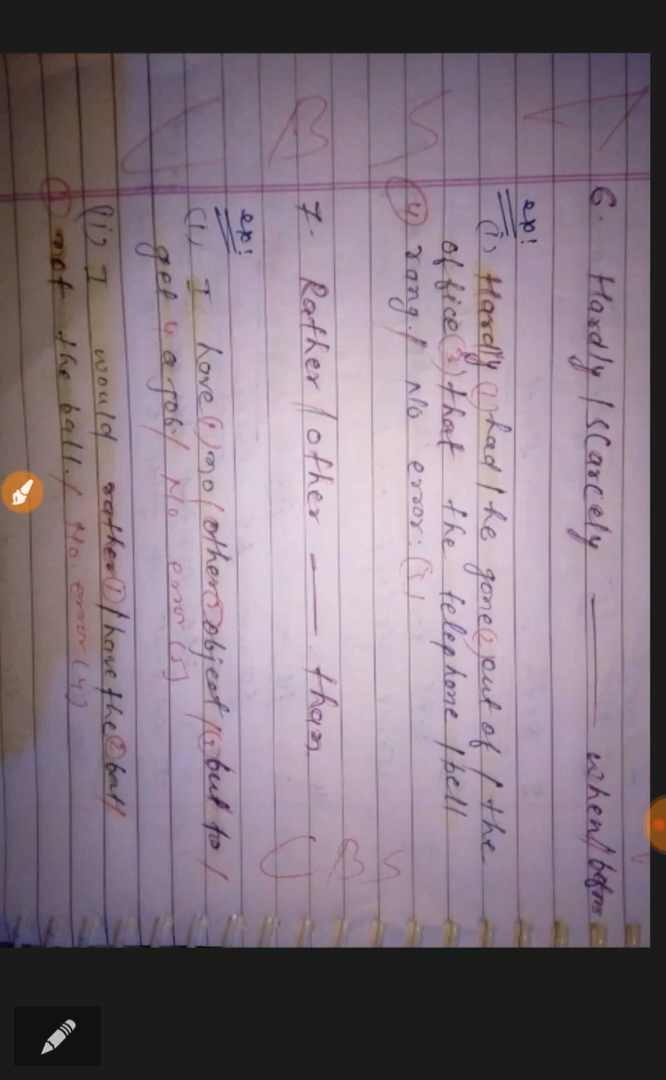 6. Hardly / scarcely —— when/before
ex:
(i) Hardly (1) had / he gone (2) out of / the
office (3) that the telephone / bell
(4) rang. / No error. (5)
7. Rather / other —— than
ex:
(i) I have (1) no / other (2) object / (3) but to /
get 4 a job / No error (5)
(ii) I would rather (1) / have the (2) bat /
(3) not the ball. / No error (4)